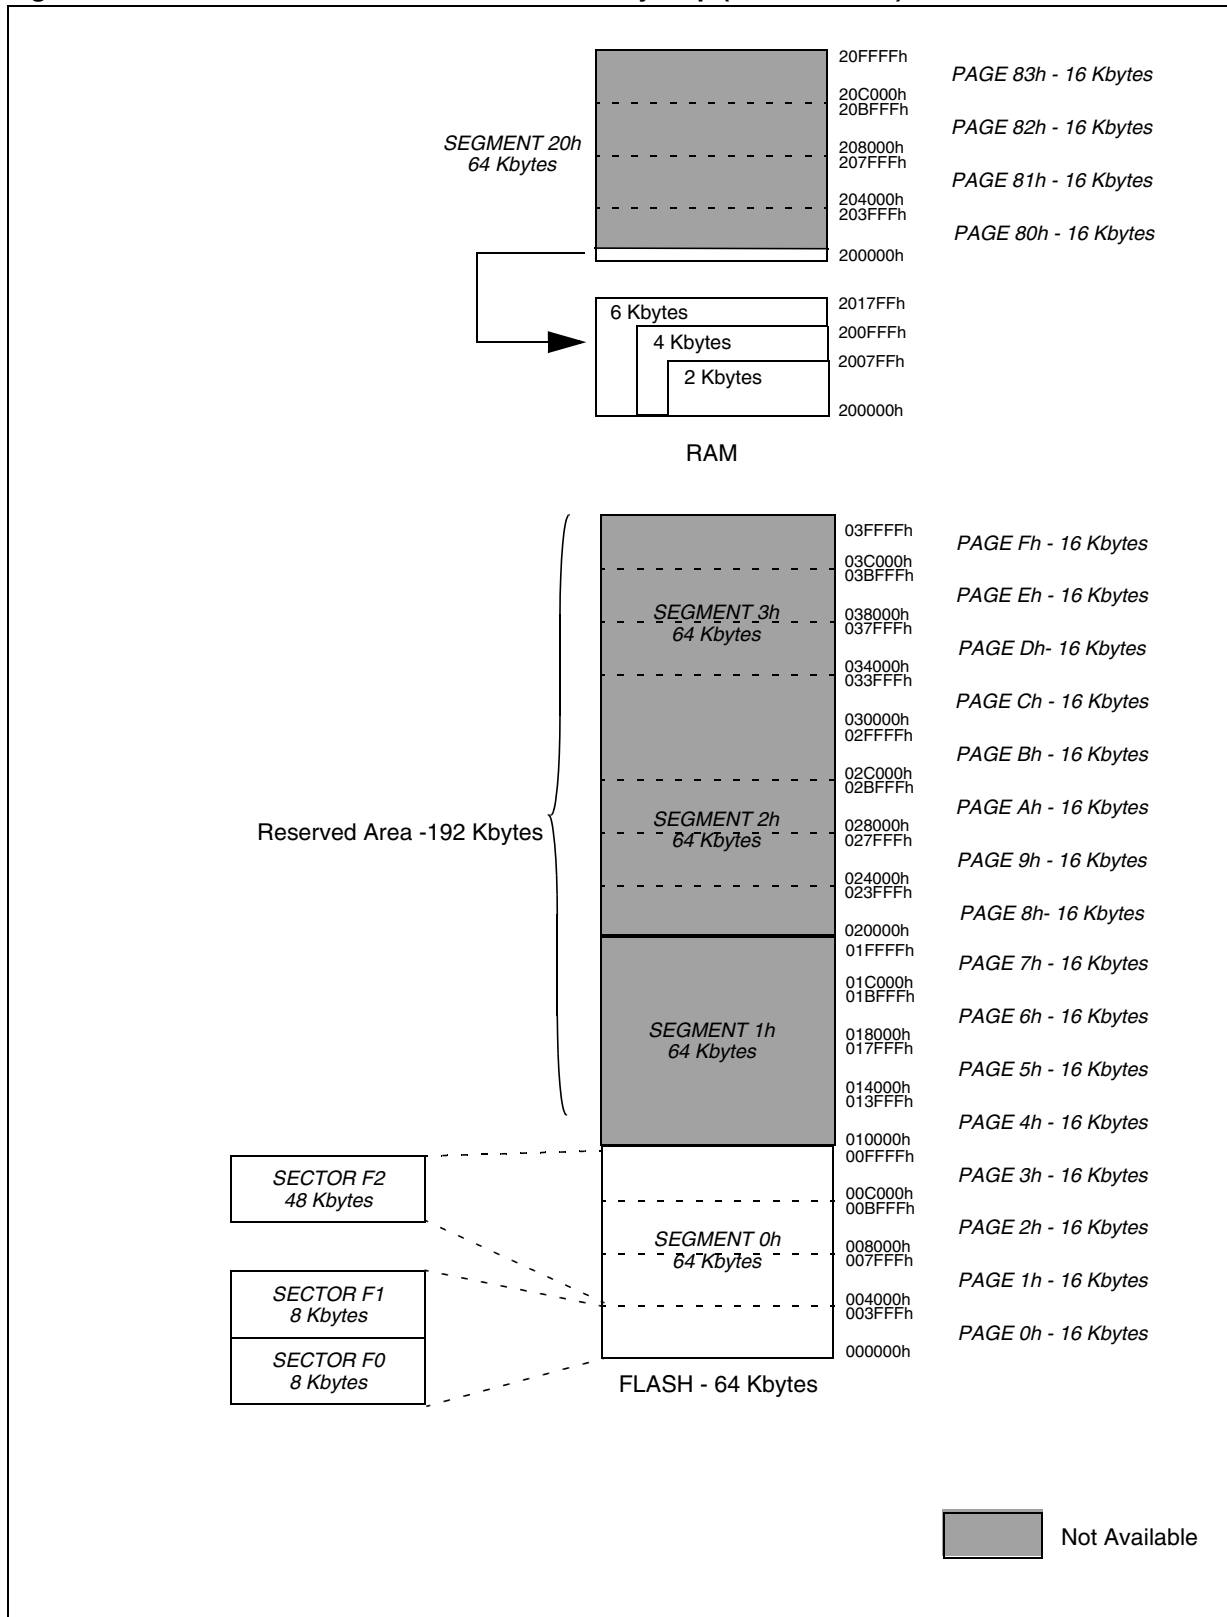 20FFFFh
PAGE 83h - 16 Kbytes
20C000h
20BFFFh
PAGE 82h - 16 Kbytes
SEGMENT 20h
64 Kbytes
208000h
207FFFh
PAGE 81h - 16 Kbytes
204000h
203FFFh
PAGE 80h - 16 Kbytes
200000h
6 Kbytes
2017FFh
4 Kbytes
200FFFh
2 Kbytes
2007FFh
200000h
RAM
03FFFFh
PAGE Fh - 16 Kbytes
03C000h
03BFFFh
PAGE Eh - 16 Kbytes
SEGMENT 3h
64 Kbytes
038000h
037FFFh
PAGE Dh- 16 Kbytes
034000h
033FFFh
PAGE Ch - 16 Kbytes
030000h
02FFFFh
PAGE Bh - 16 Kbytes
02C000h
02BFFFh
PAGE Ah - 16 Kbytes
Reserved Area -192 Kbytes
SEGMENT 2h
64 Kbytes
028000h
027FFFh
PAGE 9h - 16 Kbytes
024000h
023FFFh
PAGE 8h- 16 Kbytes
020000h
01FFFFh
PAGE 7h - 16 Kbytes
01C000h
01BFFFh
PAGE 6h - 16 Kbytes
SEGMENT 1h
64 Kbytes
018000h
017FFFh
PAGE 5h - 16 Kbytes
014000h
013FFFh
PAGE 4h - 16 Kbytes
010000h
00FFFFh
PAGE 3h - 16 Kbytes
SECTOR F2
48 Kbytes
00C000h
00BFFFh
PAGE 2h - 16 Kbytes
SEGMENT 0h
64 Kbytes
008000h
007FFFh
PAGE 1h - 16 Kbytes
SECTOR F1
8 Kbytes
004000h
003FFFh
PAGE 0h - 16 Kbytes
SECTOR F0
8 Kbytes
000000h
FLASH - 64 Kbytes
Not Available